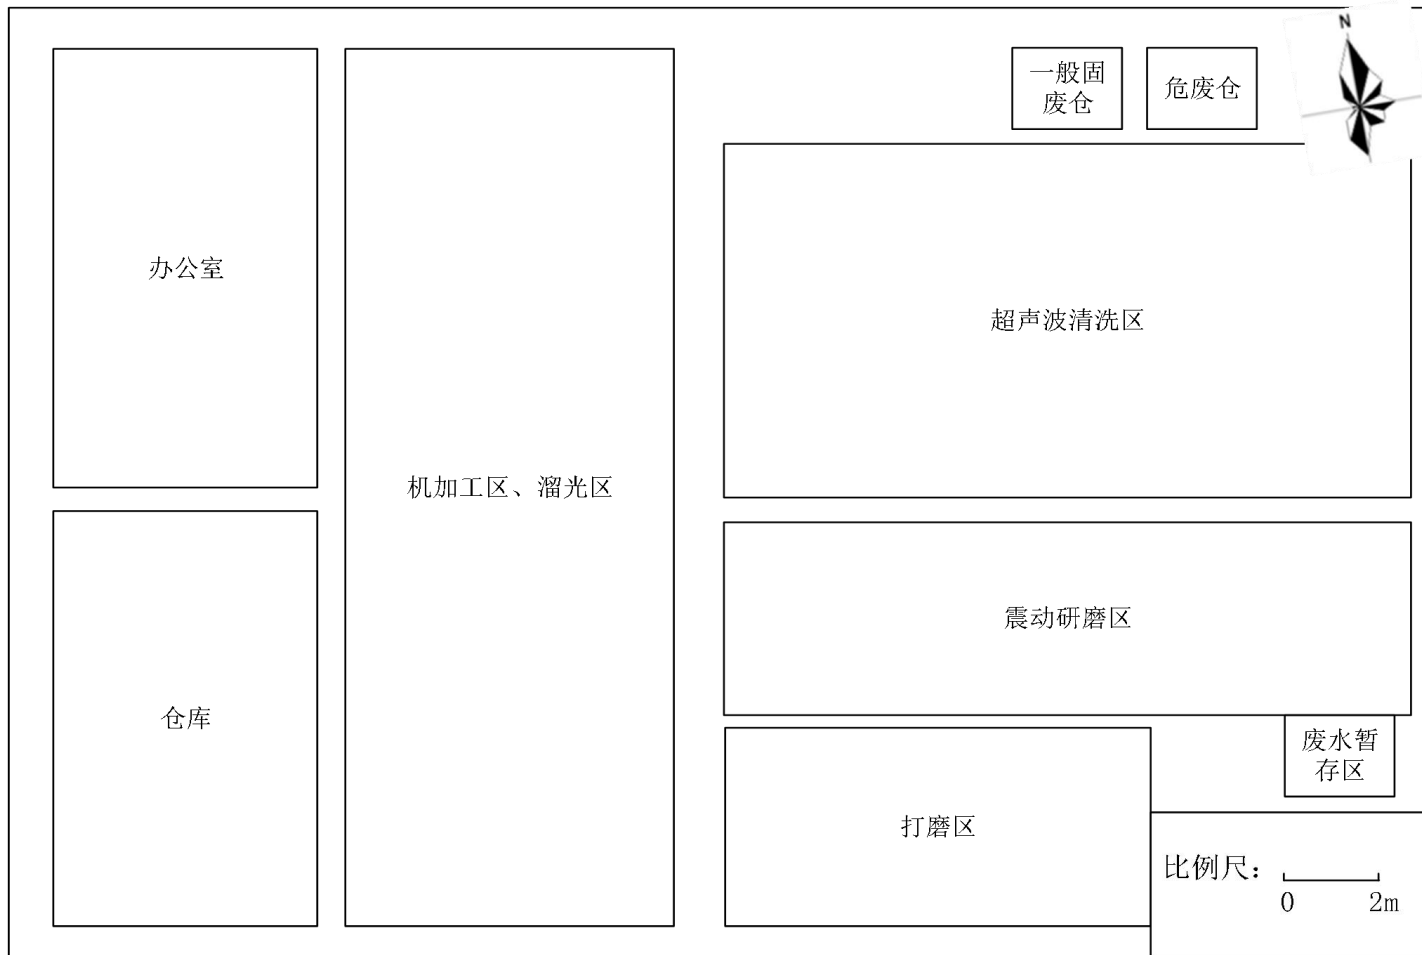 N
一般固
废仓
危废仓
办公室
超声波清洗区
机加工区、溜光区
震动研磨区
仓库
废水暂
存区
打磨区
比例尺：
0 2m